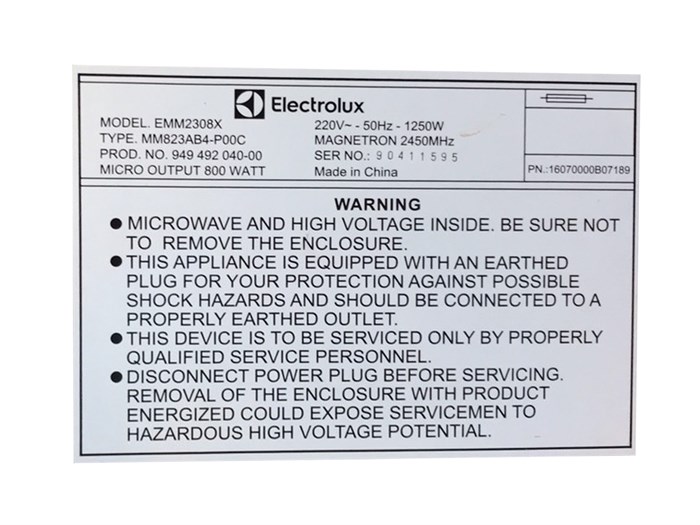 Electrolux
MODEL. EMM2308X
TYPE. MM823AB4-P00C
PROD. NO. 949 492 040-00
MICRO OUTPUT 800 WATT
220V~ - 50Hz - 1250W
MAGNETRON 2450MHz
SER NO.: 90411595
Made in China
PN.:16070000B07189
WARNING
● MICROWAVE AND HIGH VOLTAGE INSIDE. BE SURE NOT
TO REMOVE THE ENCLOSURE.
● THIS APPLIANCE IS EQUIPPED WITH AN EARTHED
PLUG FOR YOUR PROTECTION AGAINST POSSIBLE
SHOCK HAZARDS AND SHOULD BE CONNECTED TO A
PROPERLY EARTHED OUTLET.
● THIS DEVICE IS TO BE SERVICED ONLY BY PROPERLY
QUALIFIED SERVICE PERSONNEL.
● DISCONNECT POWER PLUG BEFORE SERVICING.
REMOVAL OF THE ENCLOSURE WITH PRODUCT
ENERGIZED COULD EXPOSE SERVICEMEN TO
HAZARDOUS HIGH VOLTAGE POTENTIAL.